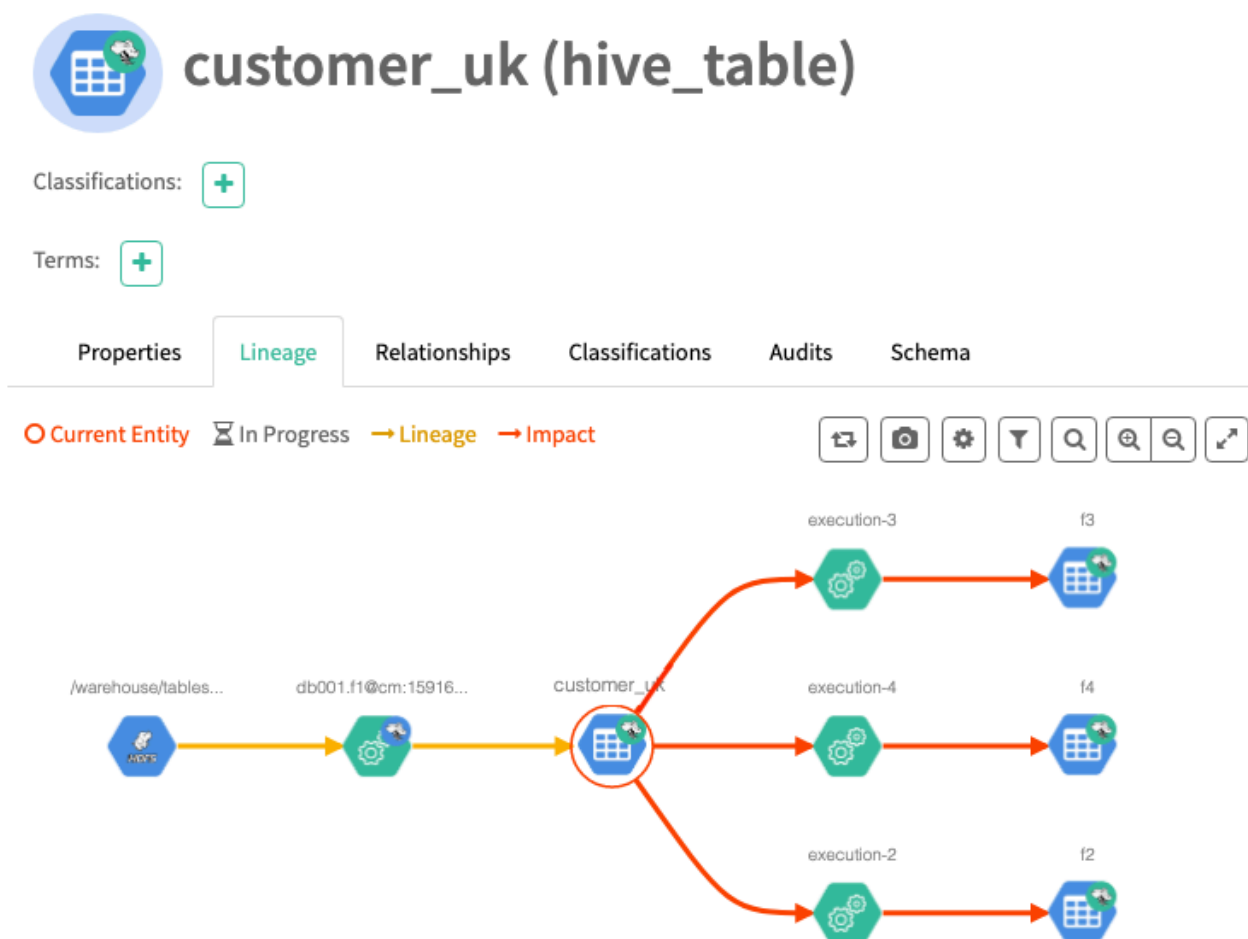 customer_uk (hive_table)
Classifications:
Terms:
Properties Lineage Relationships Classifications Audits Schema
Current Entity In Progress Lineage Impact
execution-3 f3
/warehouse/tables... db001.f1@cm:15916... customer_uk execution-4 f4
HDFS
execution-2 f2